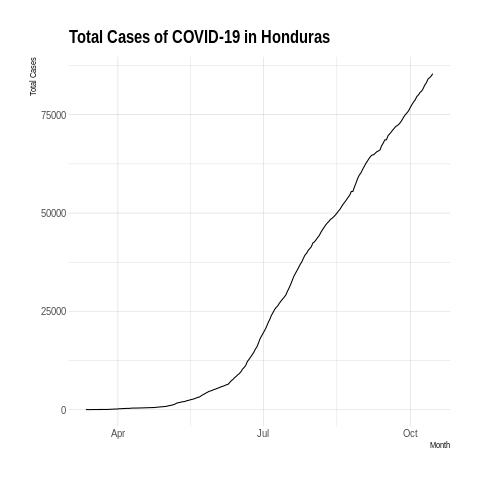 Total Cases of COVID-19 in Honduras
Total Cases
75000
50000
25000
0
Apr
Jul
Oct
Month